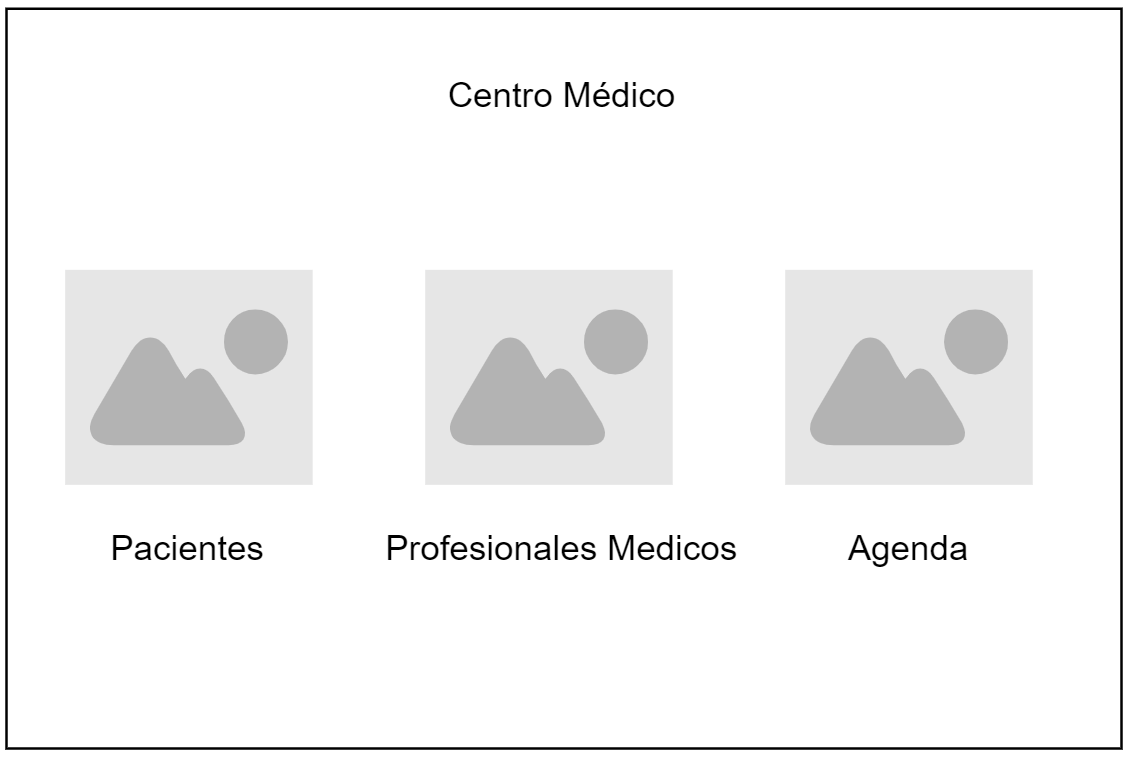 Centro Médico
Pacientes
Profesionales Medicos
Agenda